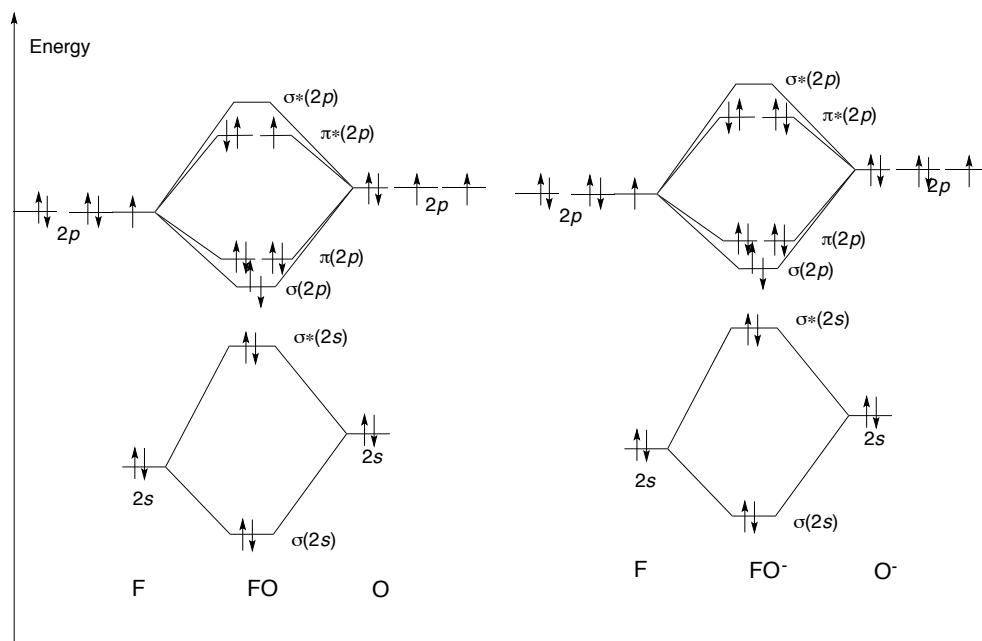 Energy
σ*(2p)
π*(2p)
2p
2p
π(2p)
σ(2p)
σ*(2s)
2s
2s
σ(2s)
F FO O
σ*(2p)
π*(2p)
2p
2p
π(2p)
σ(2p)
σ*(2s)
2s
2s
σ(2s)
F FO⁻ O⁻